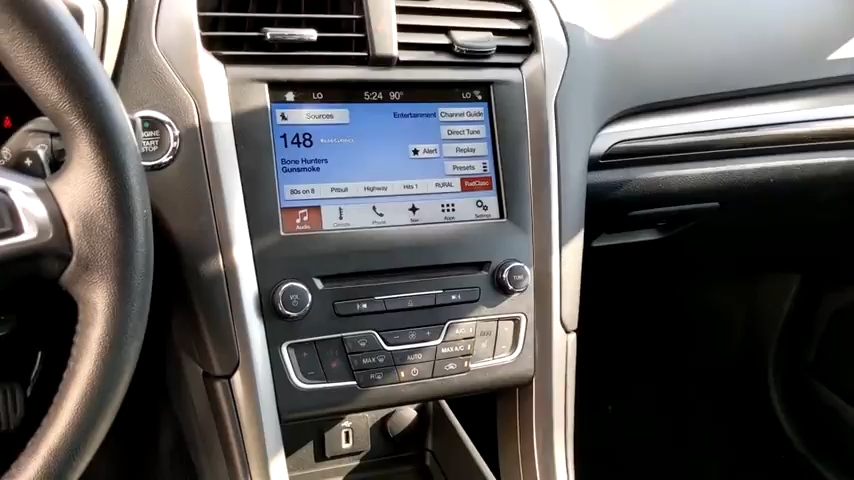 LO 5:24 90° LO
Sources Entertainment Channel Guide
148 Direct Tune
Alert Replay
Bone Hunters
Gunsmoke Presets
80s on 8 Pitbull Highway Hits 1 RURAL RadClssc
Audio Climate Phone Nav Apps Settings
ENGINE
START
STOP
VOL
TUNE
A/C
MAX AUTO MAX A/C
R